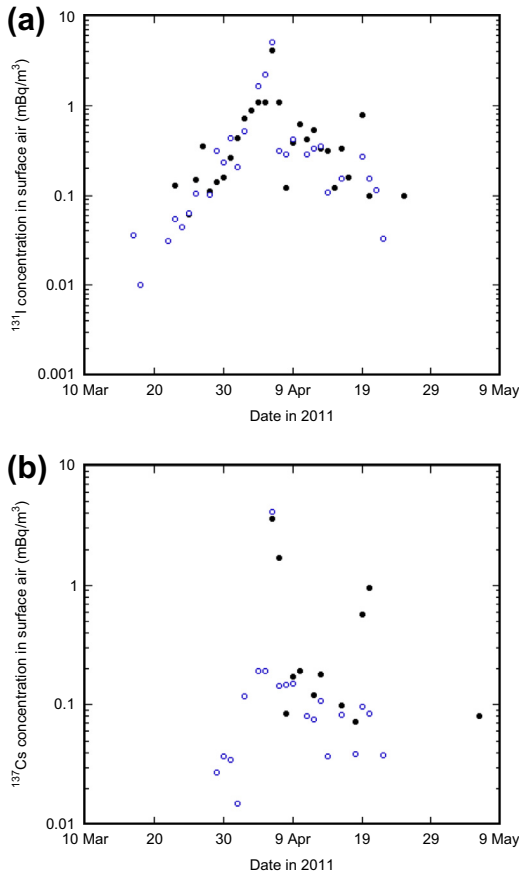 (a)
10
1
0.1
0.01
0.001
¹³¹I concentration in surface air (mBq/m³)
10 Mar 20 30 9 Apr 19 29 9 May
Date in 2011
(b)
10
1
0.1
0.01
¹³⁷Cs concentration in surface air (mBq/m³)
10 Mar 20 30 9 Apr 19 29 9 May
Date in 2011